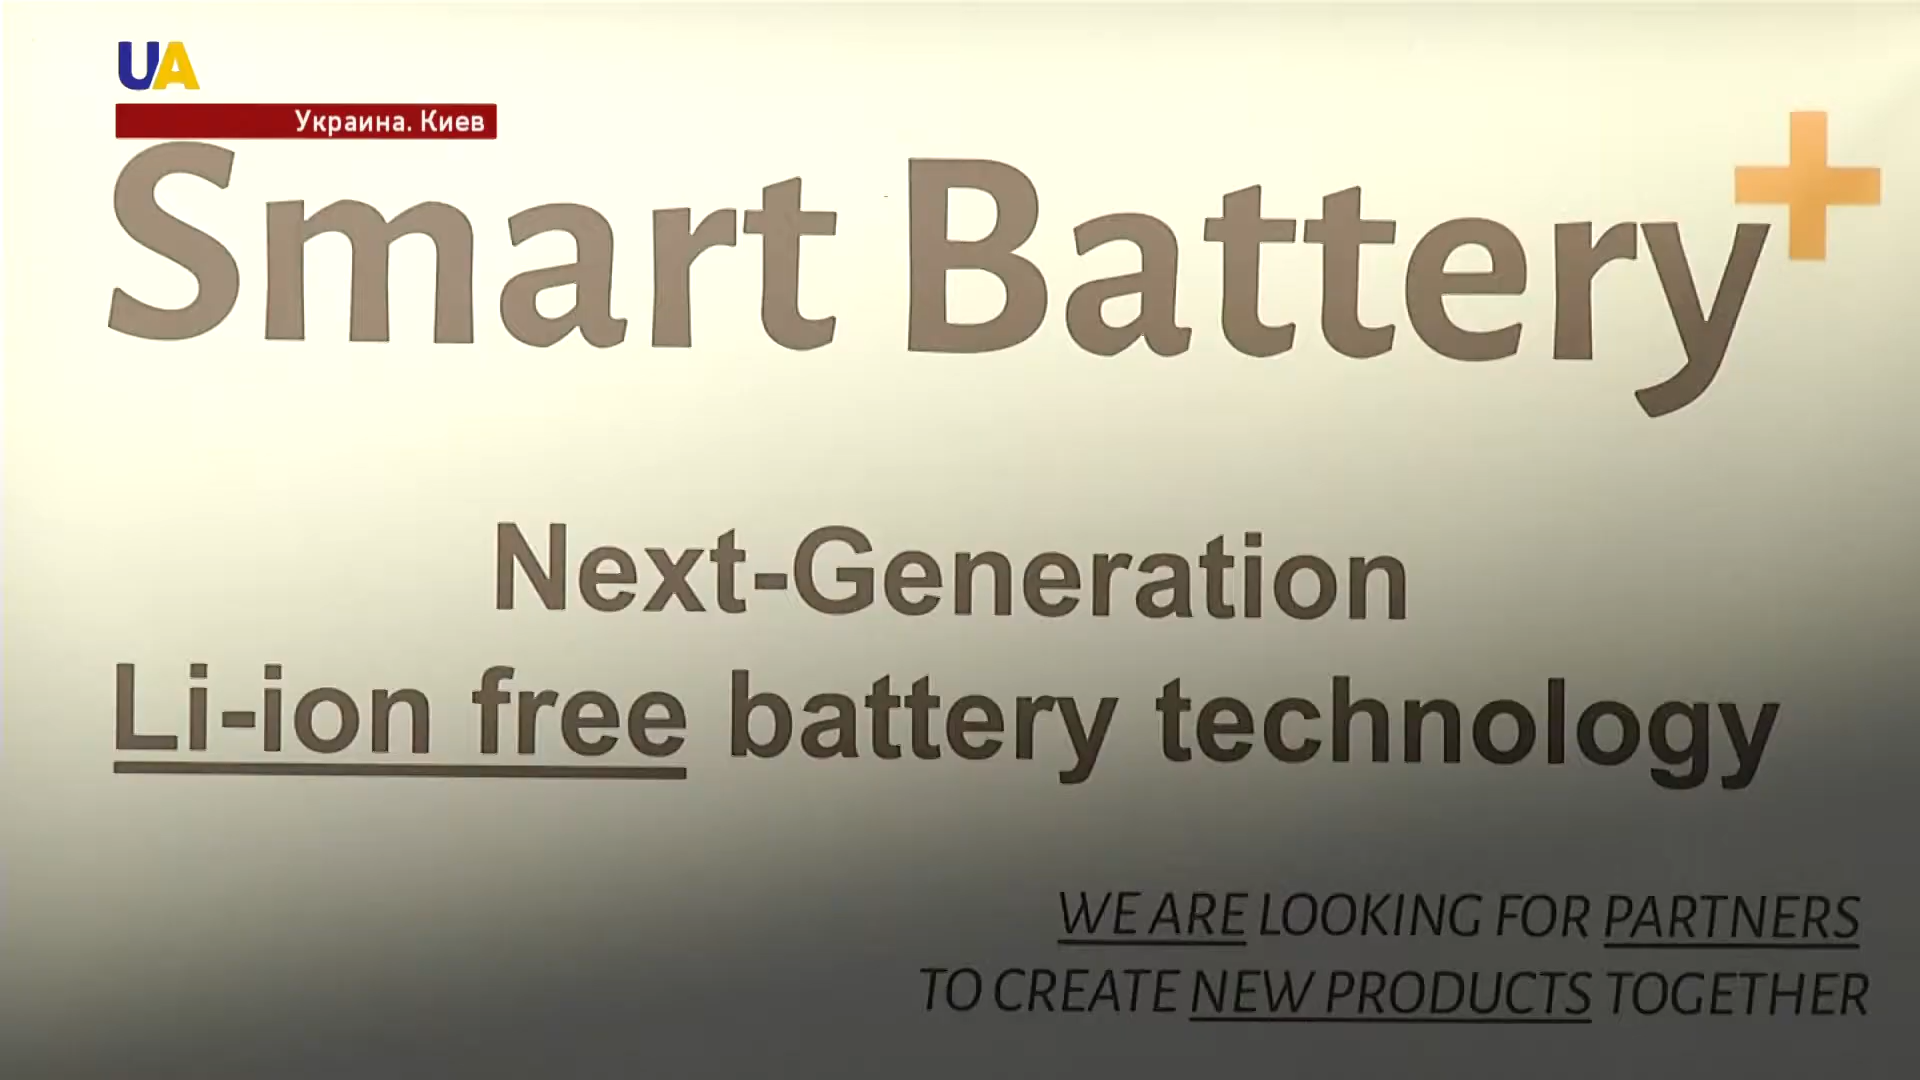 UA
Украина. Киев
Smart Battery+
Next-Generation
Li-ion free battery technology
WE ARE LOOKING FOR PARTNERS
TO CREATE NEW PRODUCTS TOGETHER